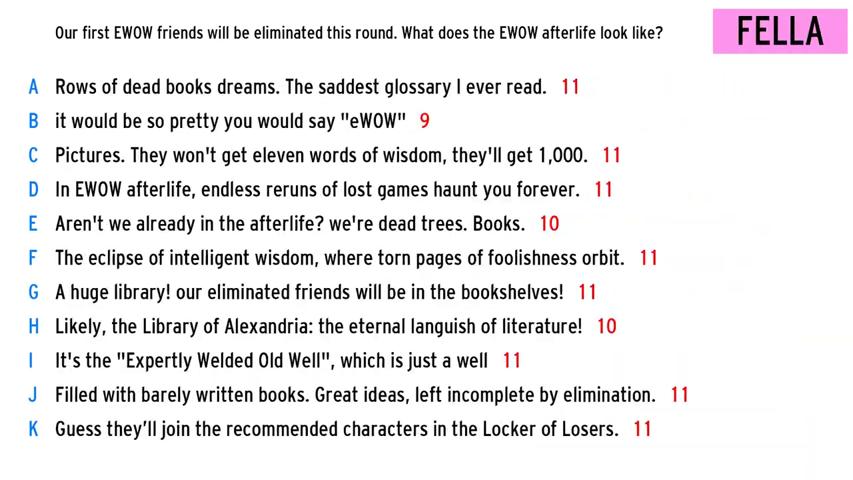 Our first EWOW friends will be eliminated this round. What does the EWOW afterlife look like?
FELLA
A Rows of dead books dreams. The saddest glossary I ever read. 11
B it would be so pretty you would say "eWOW" 9
C Pictures. They won't get eleven words of wisdom, they'll get 1,000. 11
D In EWOW afterlife, endless reruns of lost games haunt you forever. 11
E Aren't we already in the afterlife? we're dead trees. Books. 10
F The eclipse of intelligent wisdom, where torn pages of foolishness orbit. 11
G A huge library! our eliminated friends will be in the bookshelves! 11
H Likely, the Library of Alexandria: the eternal languish of literature! 10
I It's the "Expertly Welded Old Well", which is just a well 11
J Filled with barely written books. Great ideas, left incomplete by elimination. 11
K Guess they’ll join the recommended characters in the Locker of Losers. 11